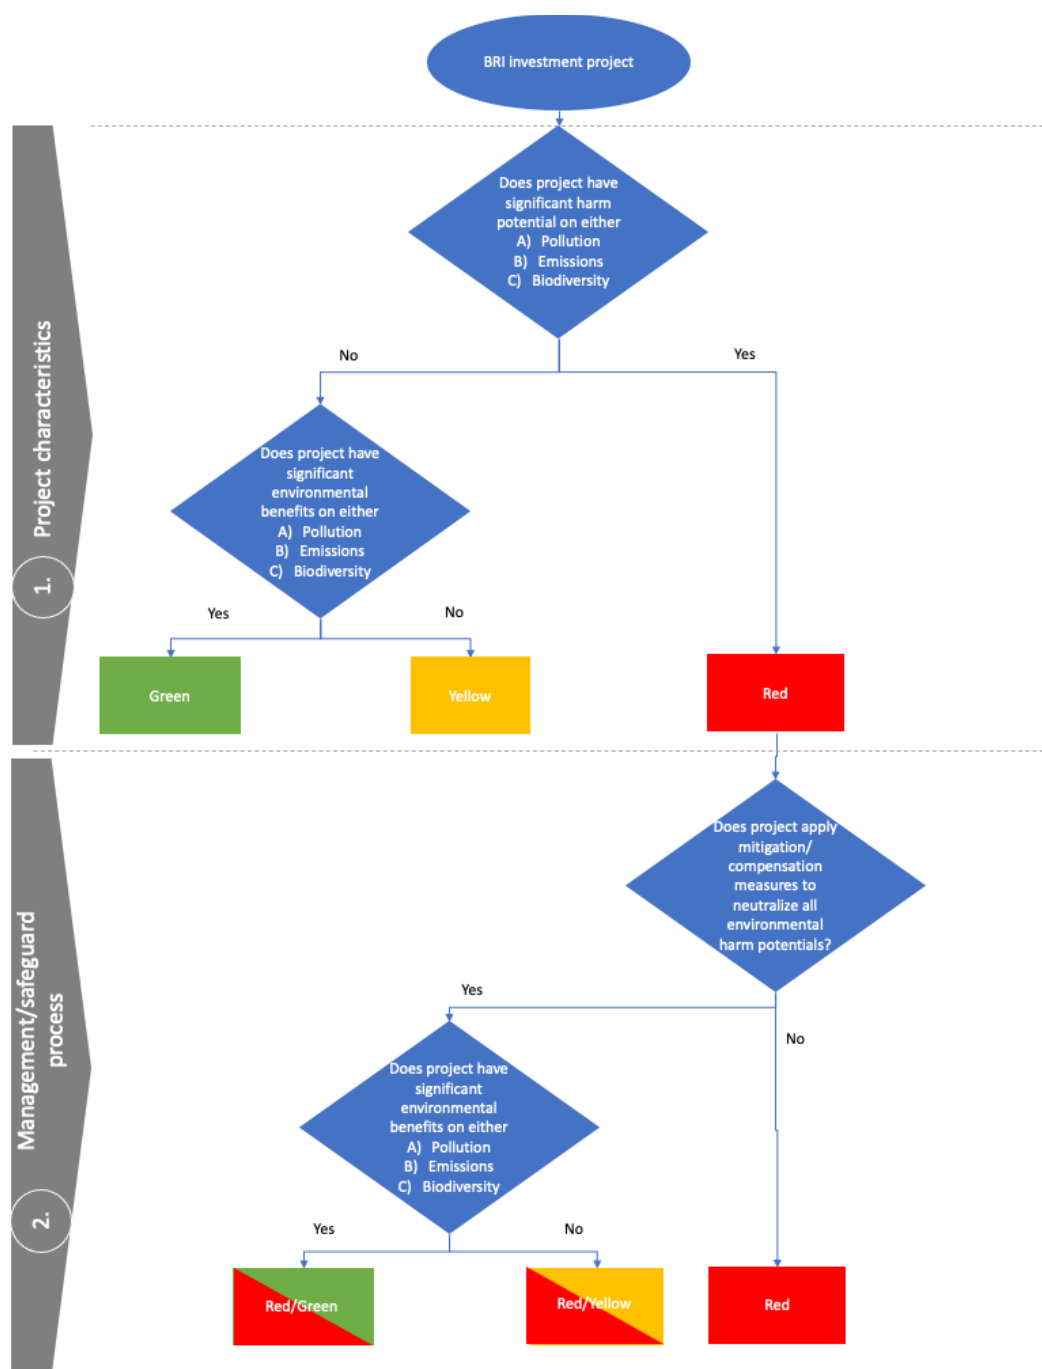 BRI investment project
Does project have
significant harm
potential on either
A) Pollution
B) Emissions
C) Biodiversity
No
Yes
Project characteristics
1.
Does project have
significant
environmental
benefits on either
A) Pollution
B) Emissions
C) Biodiversity
Yes
No
Green
Yellow
Red
Management/safeguard
process
2.
Does project apply
mitigation/
compensation
measures to
neutralize all
environmental
harm potentials?
Yes
No
Does project have
significant
environmental
benefits on either
A) Pollution
B) Emissions
C) Biodiversity
Yes
No
Red/Green
Red/Yellow
Red